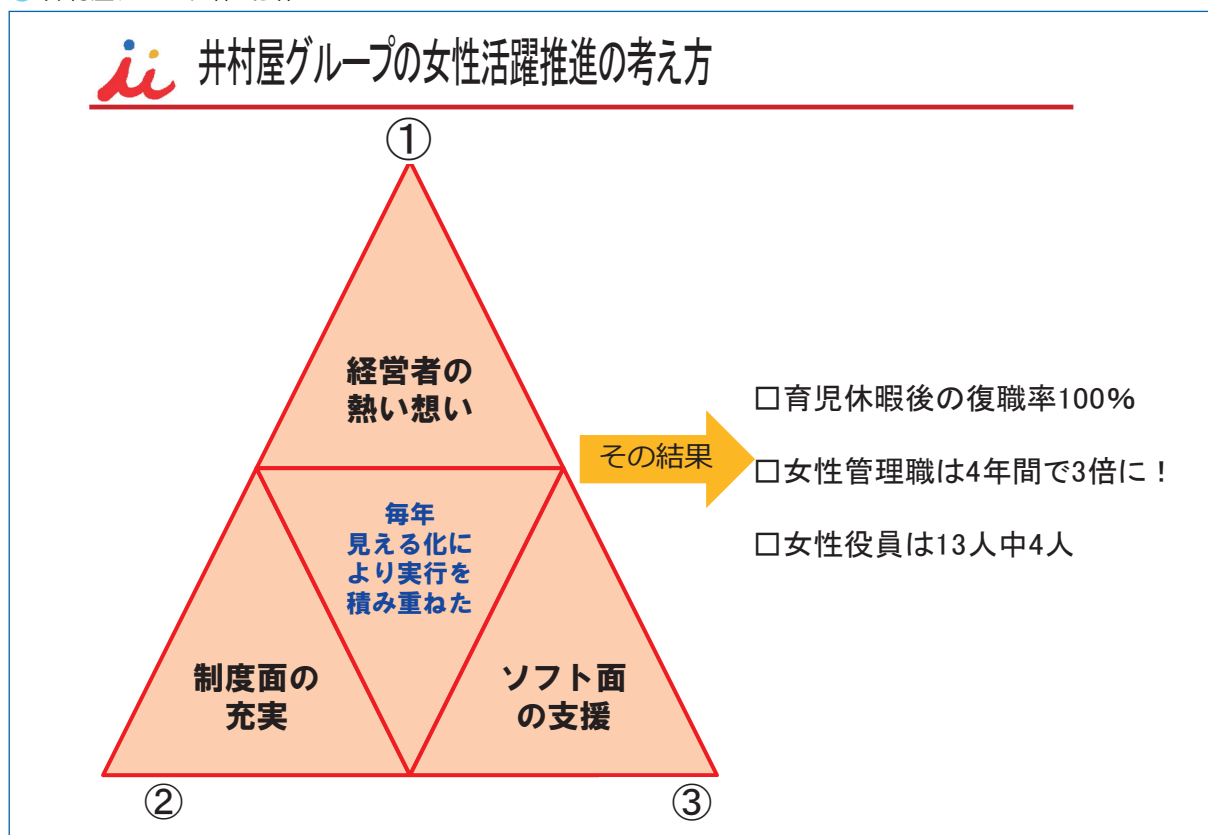 井村屋グループの女性活躍推進の考え方
①
経営者の
熱い想い
毎年
見える化に
より実行を
積み重ねた
制度面の
充実
ソフト面
の支援
②
③
その結果
□育児休暇後の復職率100%
□女性管理職は4年間で3倍に！
□女性役員は13人中4人